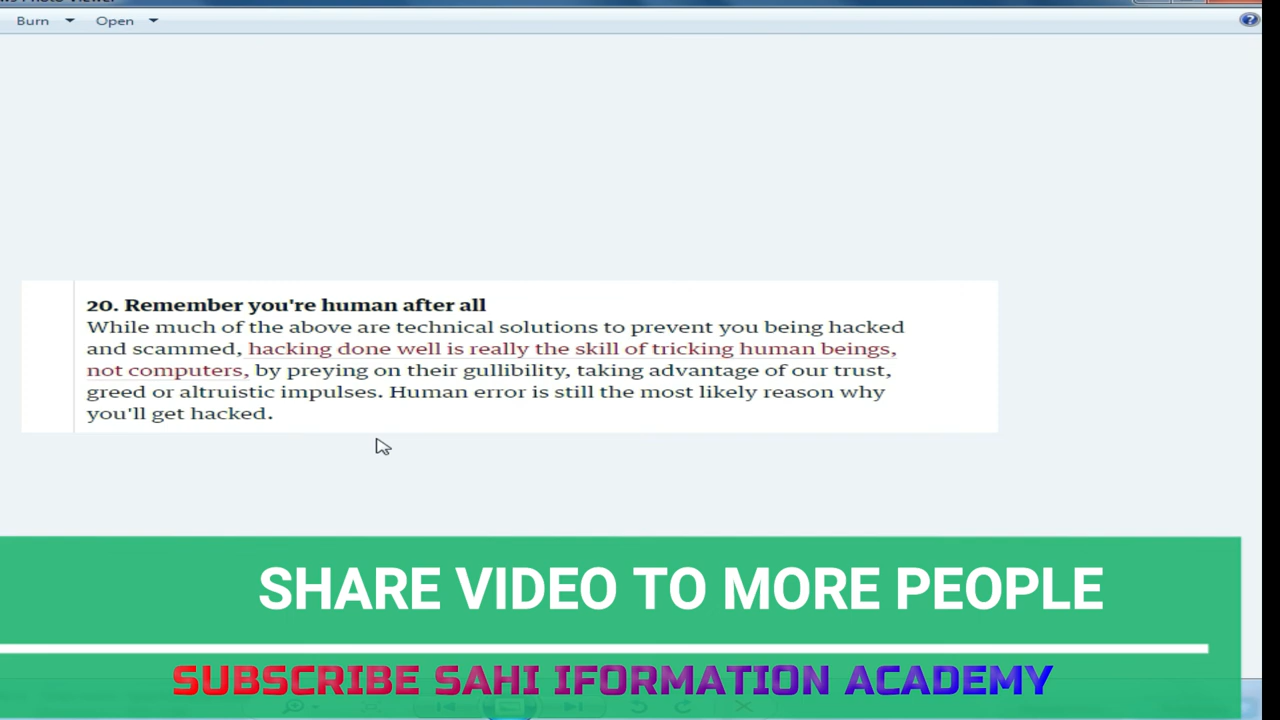 Burn Open
20. Remember you're human after all
While much of the above are technical solutions to prevent you being hacked
and scammed, hacking done well is really the skill of tricking human beings,
not computers, by preying on their gullibility, taking advantage of our trust,
greed or altruistic impulses. Human error is still the most likely reason why
you'll get hacked.
SHARE VIDEO TO MORE PEOPLE
SUBSCRIBE SAHI IFORMATION ACADEMY